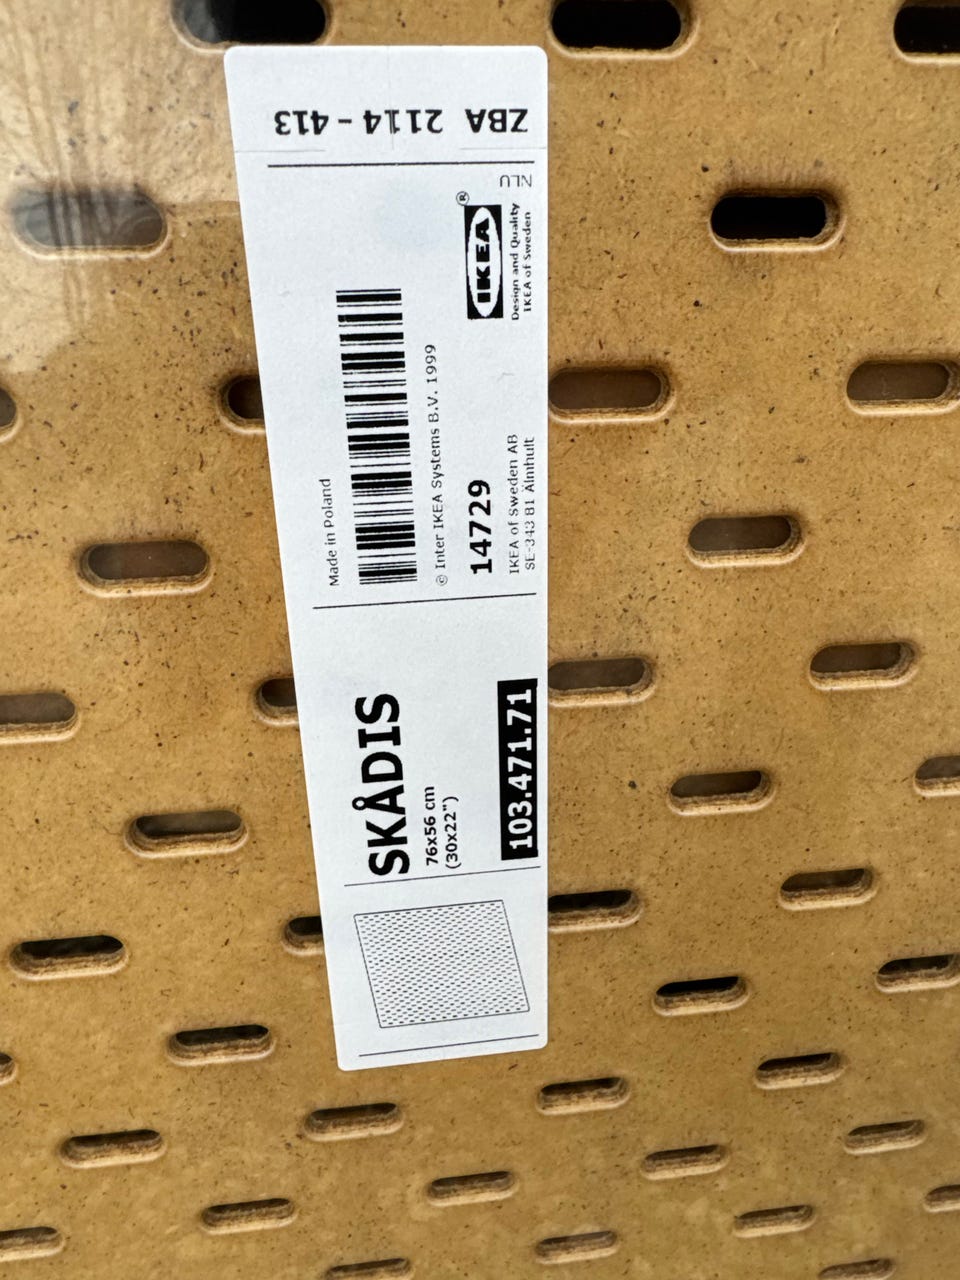 ZBA 2114-413
NLU
IKEA®
Design and Quality
IKEA of Sweden
Made in Poland
© Inter IKEA Systems B.V. 1999
14729
IKEA of Sweden AB
SE-343 81 Älmhult
SKÅDIS
76x56 cm
(30x22")
103.471.71